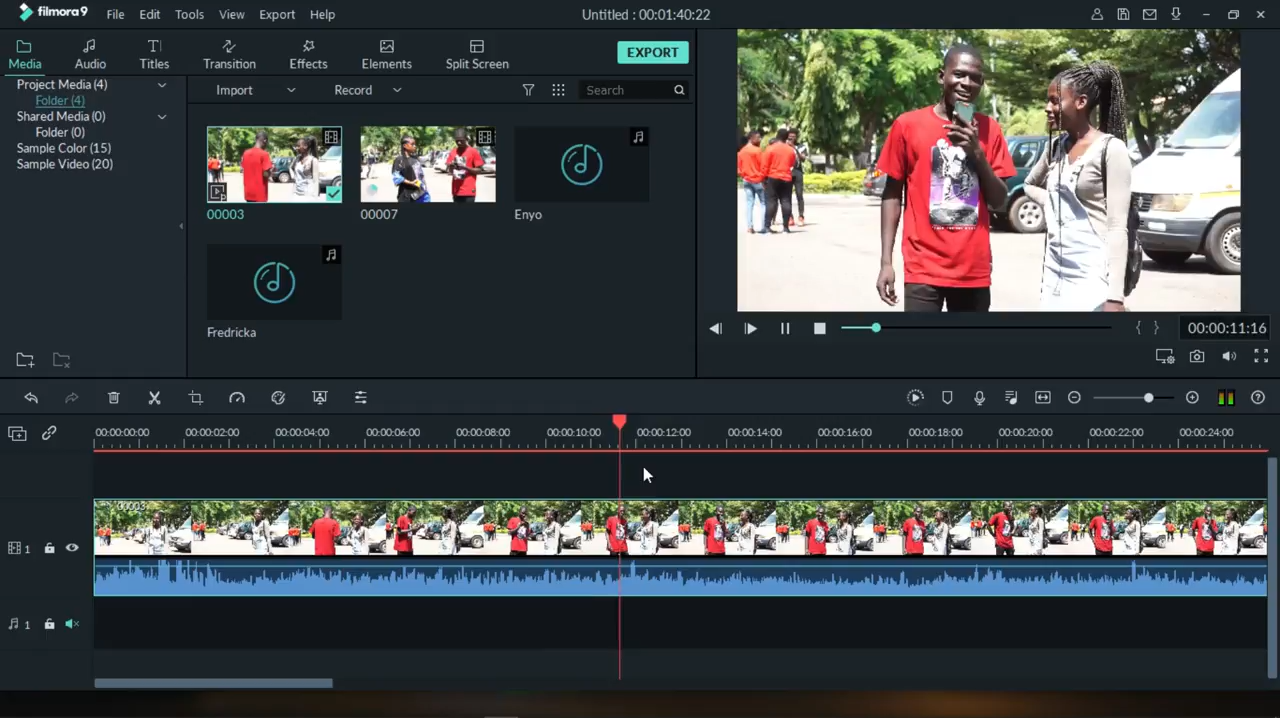 filmora9 File Edit Tools View Export Help Untitled : 00:01:40:22
Media Audio Titles Transition Effects Elements Split Screen EXPORT
Project Media (4)
Folder (4)
Shared Media (0)
Folder (0)
Sample Color (15)
Sample Video (20)
Import Record Search
00003 00007 Enyo
Fredricka
00:00:11:16
00:00:00:00 00:00:02:00 00:00:04:00 00:00:06:00 00:00:08:00 00:00:10:00 00:00:12:00 00:00:14:00 00:00:16:00 00:00:18:00 00:00:20:00 00:00:22:00 00:00:24:00
00003
1
1